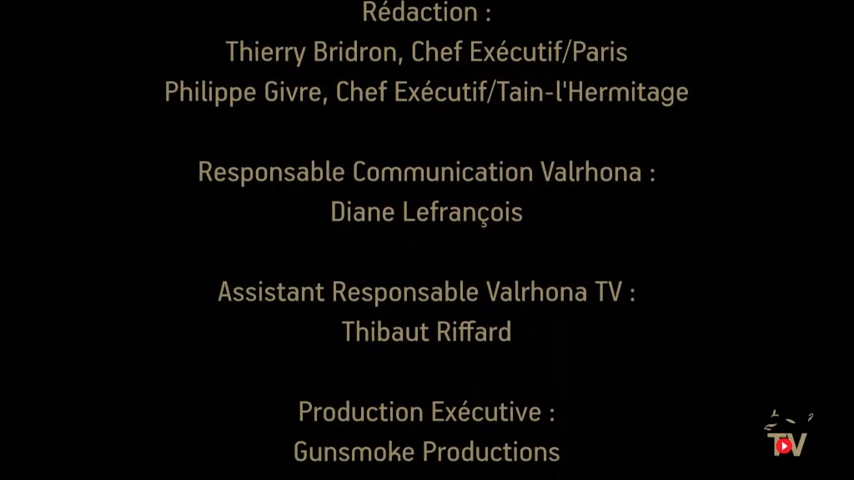 Rédaction :
Thierry Bridron, Chef Exécutif/Paris
Philippe Givre, Chef Exécutif/Tain-l'Hermitage
Responsable Communication Valrhona :
Diane Lefrançois
Assistant Responsable Valrhona TV :
Thibaut Riffard
Production Exécutive :
Gunsmoke Productions
TV